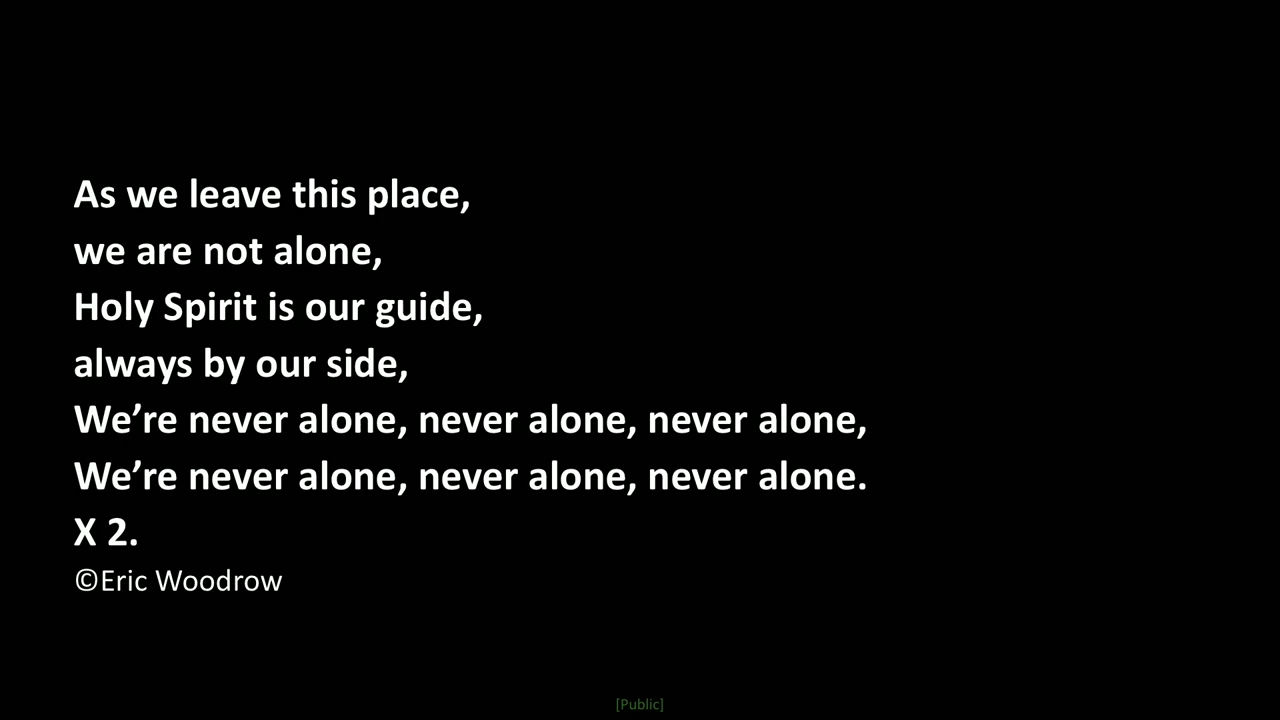 As we leave this place,
we are not alone,
Holy Spirit is our guide,
always by our side,
We’re never alone, never alone, never alone,
We’re never alone, never alone, never alone.
X 2.
©Eric Woodrow
[Public]